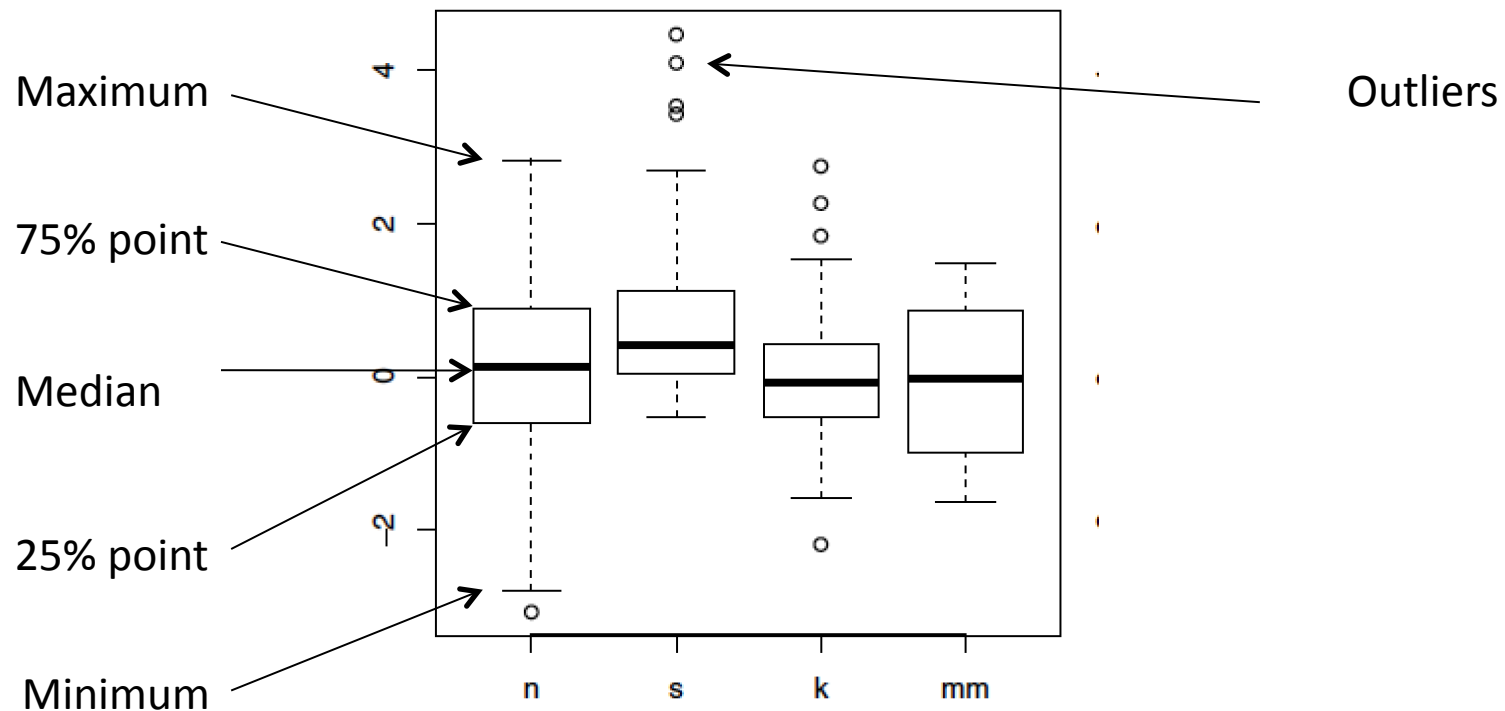 Maximum
75% point
Median
25% point
Minimum
Outliers
4
2
0
−2
n s k mm